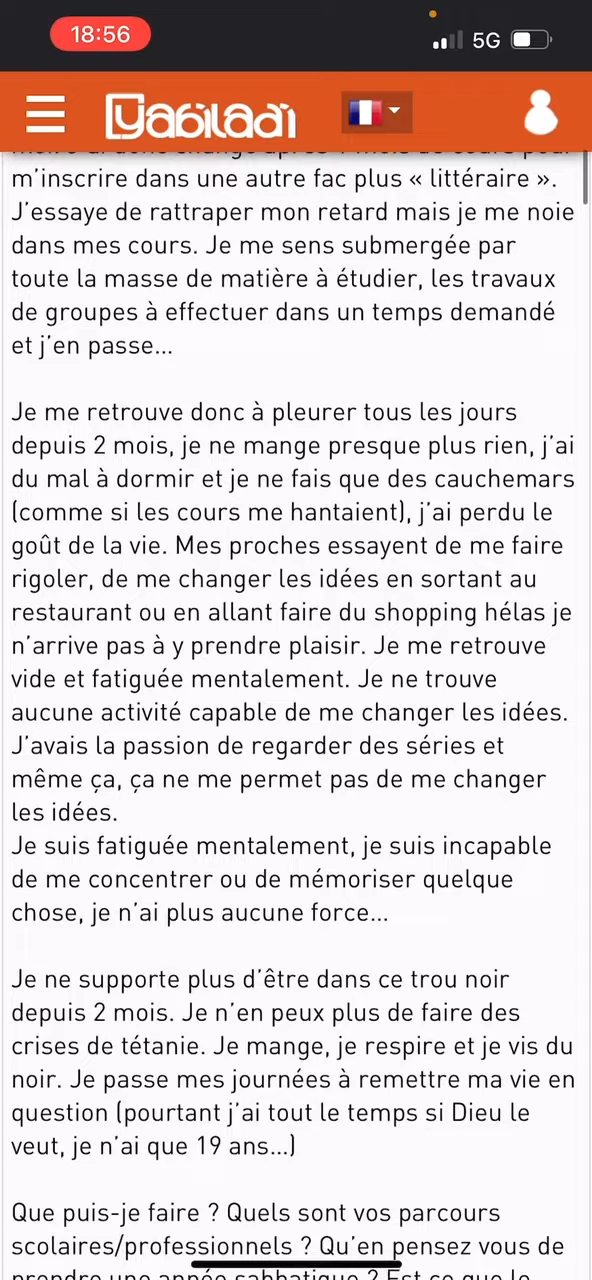 18:56
5G
Yabiladi
m'inscrire dans une autre fac plus « littéraire ».
J'essaye de rattraper mon retard mais je me noie
dans mes cours. Je me sens submergée par
toute la masse de matière à étudier, les travaux
de groupes à effectuer dans un temps demandé
et j'en passe...
Je me retrouve donc à pleurer tous les jours
depuis 2 mois, je ne mange presque plus rien, j'ai
du mal à dormir et je ne fais que des cauchemars
(comme si les cours me hantaient), j'ai perdu le
goût de la vie. Mes proches essayent de me faire
rigoler, de me changer les idées en sortant au
restaurant ou en allant faire du shopping hélas je
n'arrive pas à y prendre plaisir. Je me retrouve
vide et fatiguée mentalement. Je ne trouve
aucune activité capable de me changer les idées.
J'avais la passion de regarder des séries et
même ça, ça ne me permet pas de me changer
les idées.
Je suis fatiguée mentalement, je suis incapable
de me concentrer ou de mémoriser quelque
chose, je n'ai plus aucune force...
Je ne supporte plus d'être dans ce trou noir
depuis 2 mois. Je n'en peux plus de faire des
crises de tétanie. Je mange, je respire et je vis du
noir. Je passe mes journées à remettre ma vie en
question (pourtant j'ai tout le temps si Dieu le
veut, je n'ai que 19 ans...)
Que puis-je faire ? Quels sont vos parcours
scolaires/professionnels ? Qu'en pensez vous de
prendre une année sabbatique ? Est ce que le